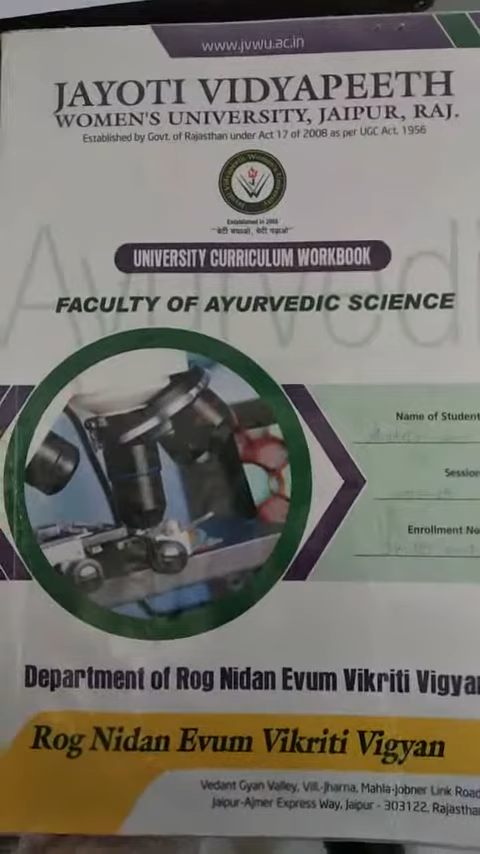 www.jvwu.ac.in
JAYOTI VIDYAPEETH
WOMEN'S UNIVERSITY, JAIPUR, RAJ.
Established by Govt. of Rajasthan under Act 17 of 2008 as per UGC Act, 1956
Established in 2008
"बेटी बचाओ, बेटी पढ़ाओ"
UNIVERSITY CURRICULUM WORKBOOK
Ayurvedi
FACULTY OF AYURVEDIC SCIENCE
Name of Student
Session
Enrollment No
Department of Rog Nidan Evum Vikriti Vigyan
Rog Nidan Evum Vikriti Vigyan
Vedant Gyan Valley, Vill.-Jharna, Mahla-Jobner Link Road
Jaipur-Ajmer Express Way, Jaipur - 303122, Rajasthan